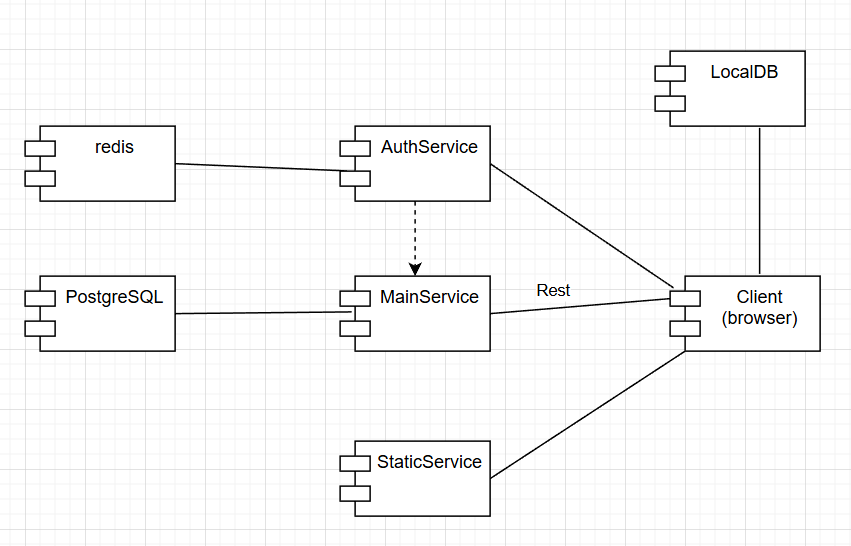 LocalDB
redis
AuthService
PostgreSQL
MainService
Rest
Client
(browser)
StaticService